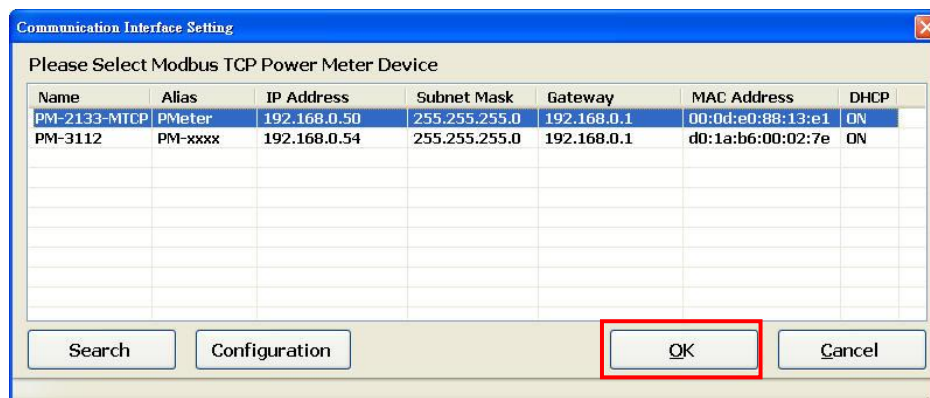 Communication Interface Setting
Please Select Modbus TCP Power Meter Device
Name Alias IP Address Subnet Mask Gateway MAC Address DHCP
PM-2133-MTCP PMeter 192.168.0.50 255.255.255.0 192.168.0.1 00:0d:e0:88:13:e1 ON
PM-3112 PM-xxxx 192.168.0.54 255.255.255.0 192.168.0.1 d0:1a:b6:00:02:7e ON
Search Configuration OK Cancel